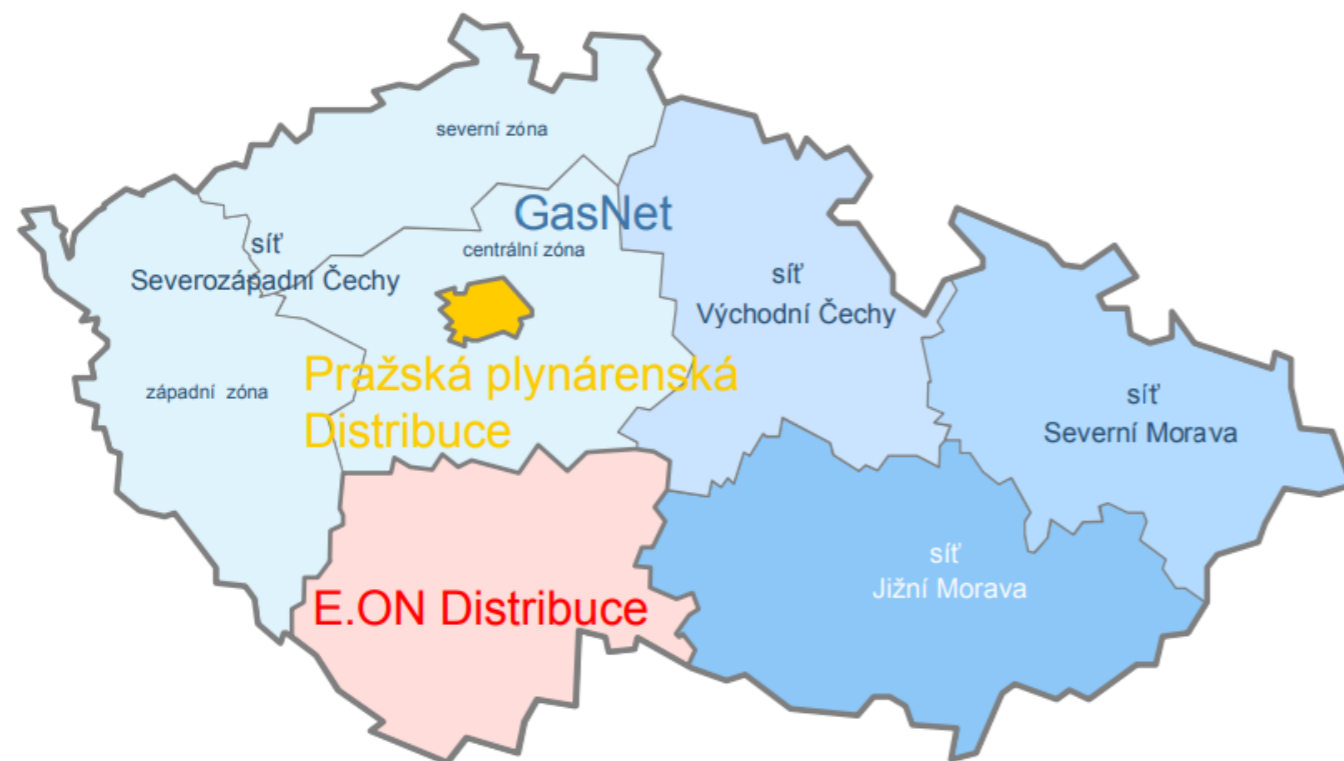 severní zóna
GasNet
centrální zóna
síť
Severozápadní Čechy
síť
Východní Čechy
Pražská plynárenská
Distribuce
západní zóna
síť
Severní Morava
síť
Jižní Morava
E.ON Distribuce